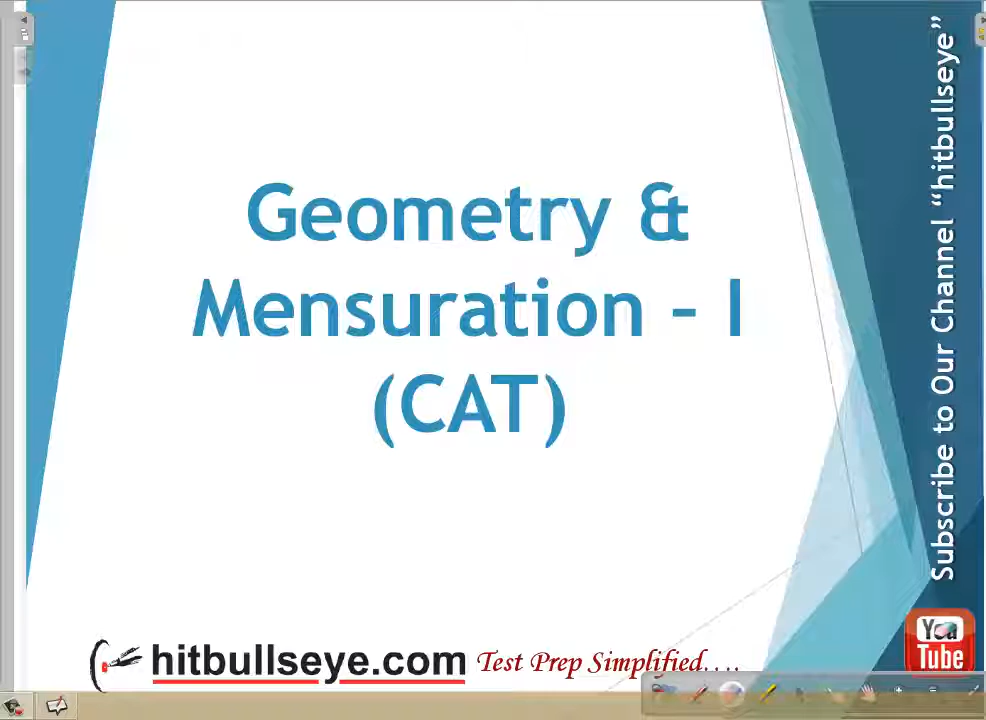 Geometry &
Mensuration – I
(CAT)
Subscribe to Our Channel “hitbullseye”
hitbullseye.com Test Prep Simplified....
You
Tube